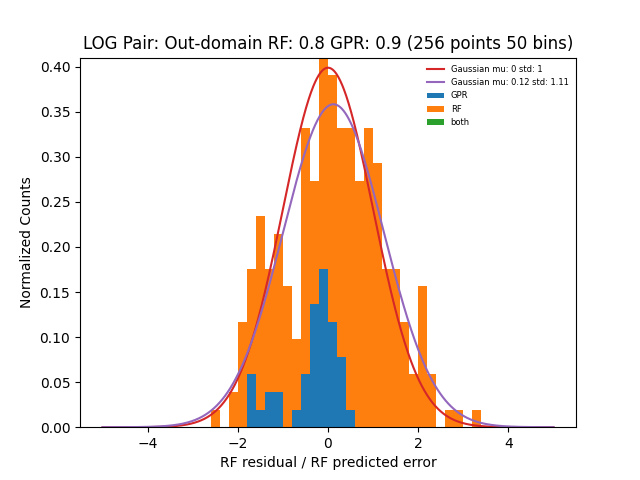 LOG Pair: Out-domain RF: 0.8 GPR: 0.9 (256 points 50 bins)
Gaussian mu: 0 std: 1
Gaussian mu: 0.12 std: 1.11
GPR
RF
both
Normalized Counts
0.40
0.35
0.30
0.25
0.20
0.15
0.10
0.05
0.00
−4 −2 0 2 4
RF residual / RF predicted error